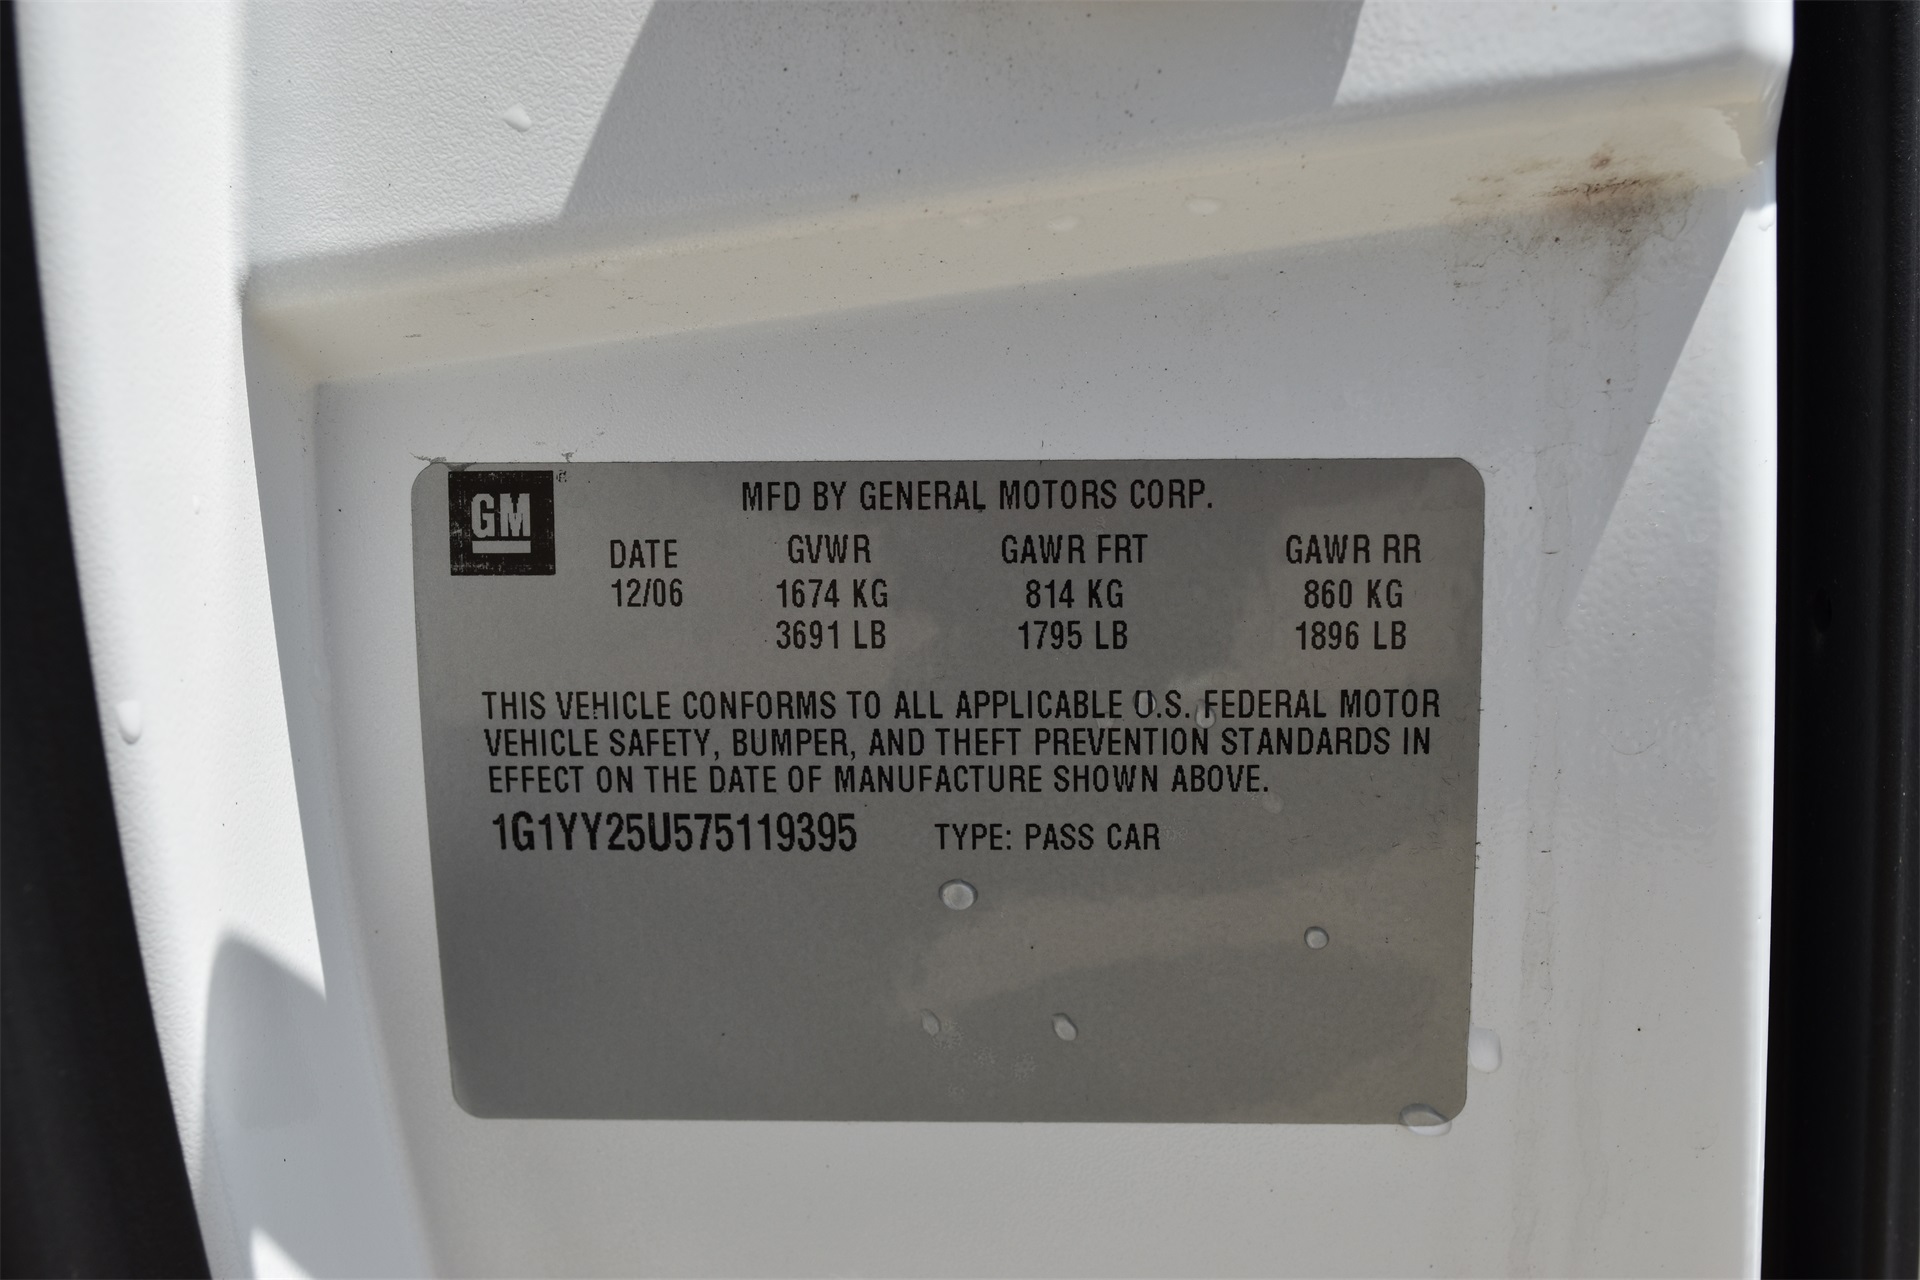 GM
MFD BY GENERAL MOTORS CORP.
DATE GVWR GAWR FRT GAWR RR
12/06 1674 KG 814 KG 860 KG
3691 LB 1795 LB 1896 LB
THIS VEHICLE CONFORMS TO ALL APPLICABLE U.S. FEDERAL MOTOR
VEHICLE SAFETY, BUMPER, AND THEFT PREVENTION STANDARDS IN
EFFECT ON THE DATE OF MANUFACTURE SHOWN ABOVE.
1G1YY25U575119395 TYPE: PASS CAR